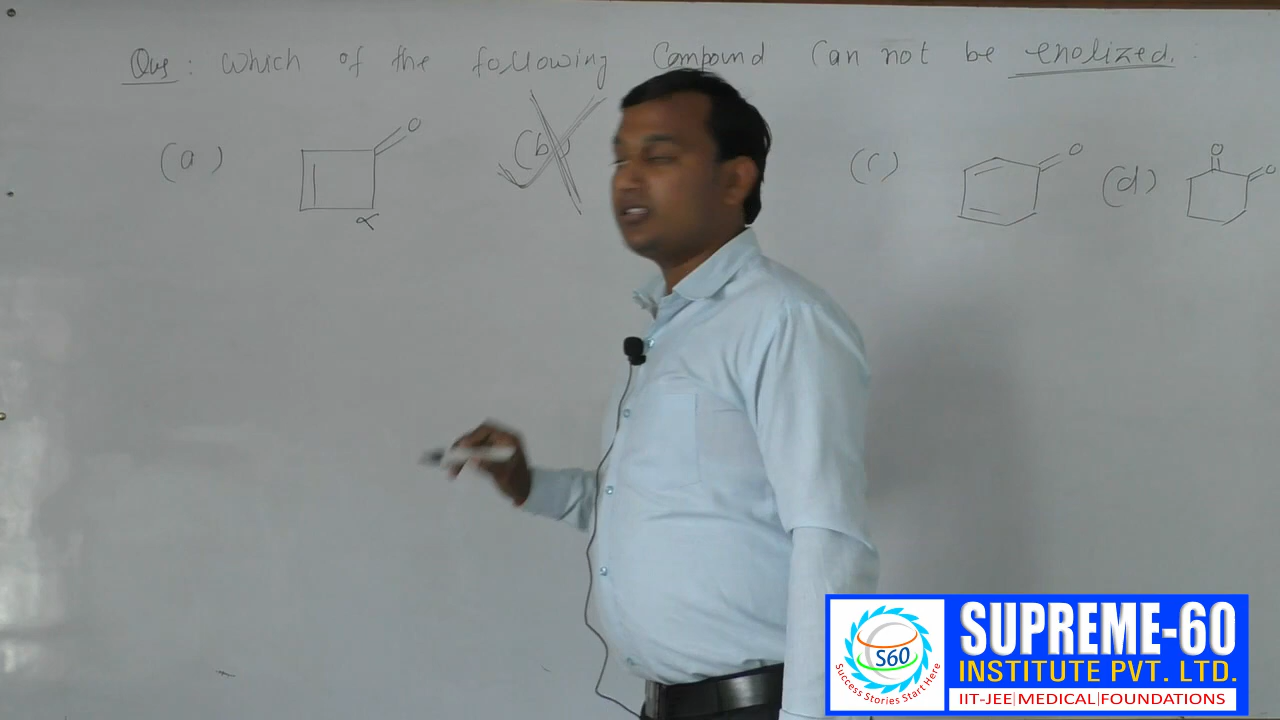 Ques : Which of the following Compound Can not be enolized.
(a) O α (b) (c) O (d) O O
SUPREME-60
INSTITUTE PVT. LTD.
IIT-JEE|MEDICAL|FOUNDATIONS
S60
Success Stories Start Here